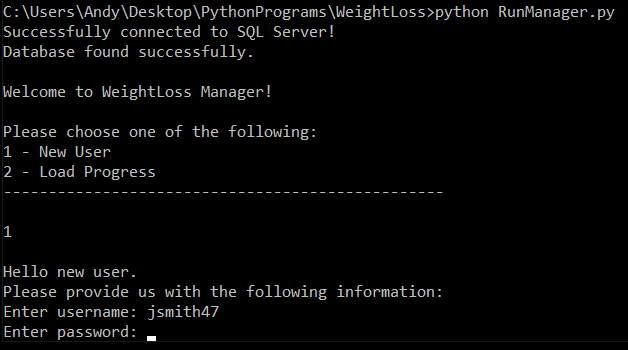 C:\Users\Andy\Desktop\PythonPrograms\WeightLoss>python RunManager.py
Successfully connected to SQL Server!
Database found successfully.
Welcome to WeightLoss Manager!
Please choose one of the following:
1 - New User
2 - Load Progress
-------------------------------------------------
1
Hello new user.
Please provide us with the following information:
Enter username: jsmith47
Enter password: